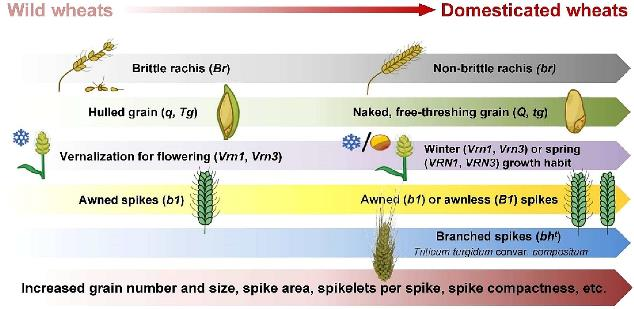 Wild wheats
Domesticated wheats
Brittle rachis (Br)
Non-brittle rachis (br)
Hulled grain (q, Tg)
Naked, free-threshing grain (Q, tg)
Vernalization for flowering (Vrn1, Vrn3)
Winter (Vrn1, Vrn3) or spring
(VRN1, VRN3) growth habit
Awned spikes (b1)
Awned (b1) or awnless (B1) spikes
Branched spikes (bhᵗ)
Triticum turgidum convar. compositum
Increased grain number and size, spike area, spikelets per spike, spike compactness, etc.